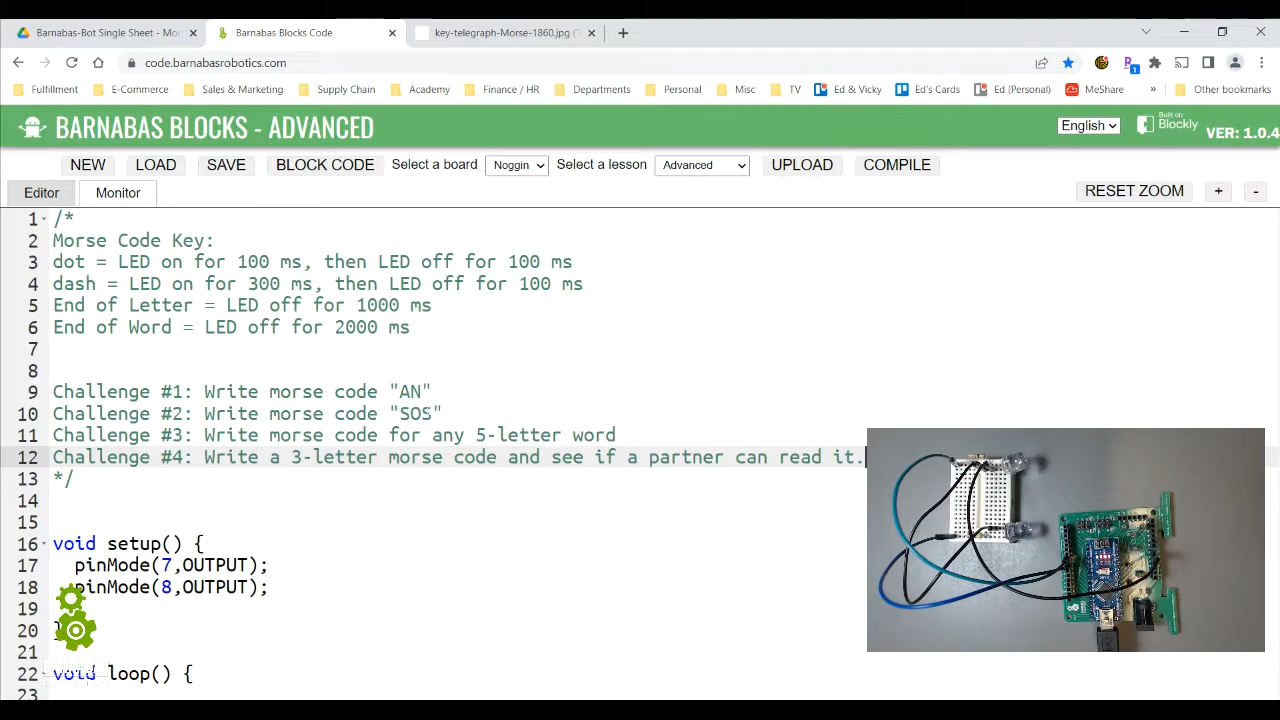 Barnabas-Bot Single Sheet - Mor
Barnabas Blocks Code
key-telegraph-Morse-1860.jpg (7
code.barnabasrobotics.com
Fulfillment E-Commerce Sales & Marketing Supply Chain Academy Finance / HR Departments Personal Misc TV Ed & Vicky Ed's Cards Ed (Personal) MeShare » Other bookmarks
BARNABAS BLOCKS - ADVANCED English Built on Blockly VER: 1.0.4
NEW LOAD SAVE BLOCK CODE Select a board Noggin Select a lesson Advanced UPLOAD COMPILE
Editor Monitor RESET ZOOM + -
1 /*
2 Morse Code Key:
3 dot = LED on for 100 ms, then LED off for 100 ms
4 dash = LED on for 300 ms, then LED off for 100 ms
5 End of Letter = LED off for 1000 ms
6 End of Word = LED off for 2000 ms
7
8
9 Challenge #1: Write morse code "AN"
10 Challenge #2: Write morse code "SOS"
11 Challenge #3: Write morse code for any 5-letter word
12 Challenge #4: Write a 3-letter morse code and see if a partner can read it.
13 */
14
15
16 void setup() {
17 pinMode(7,OUTPUT);
18 pinMode(8,OUTPUT);
19
20 }
21
22 void loop() {
23